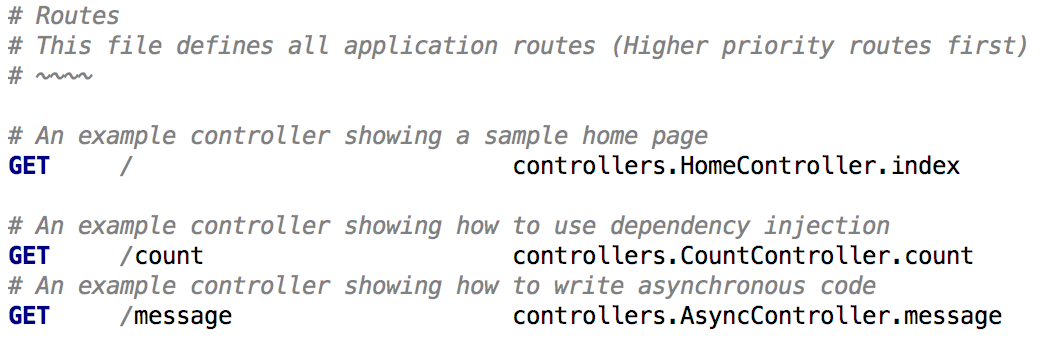 # Routes
# This file defines all application routes (Higher priority routes first)
# ~~~~
# An example controller showing a sample home page
GET     /                           controllers.HomeController.index
# An example controller showing how to use dependency injection
GET     /count                      controllers.CountController.count
# An example controller showing how to write asynchronous code
GET     /message                    controllers.AsyncController.message